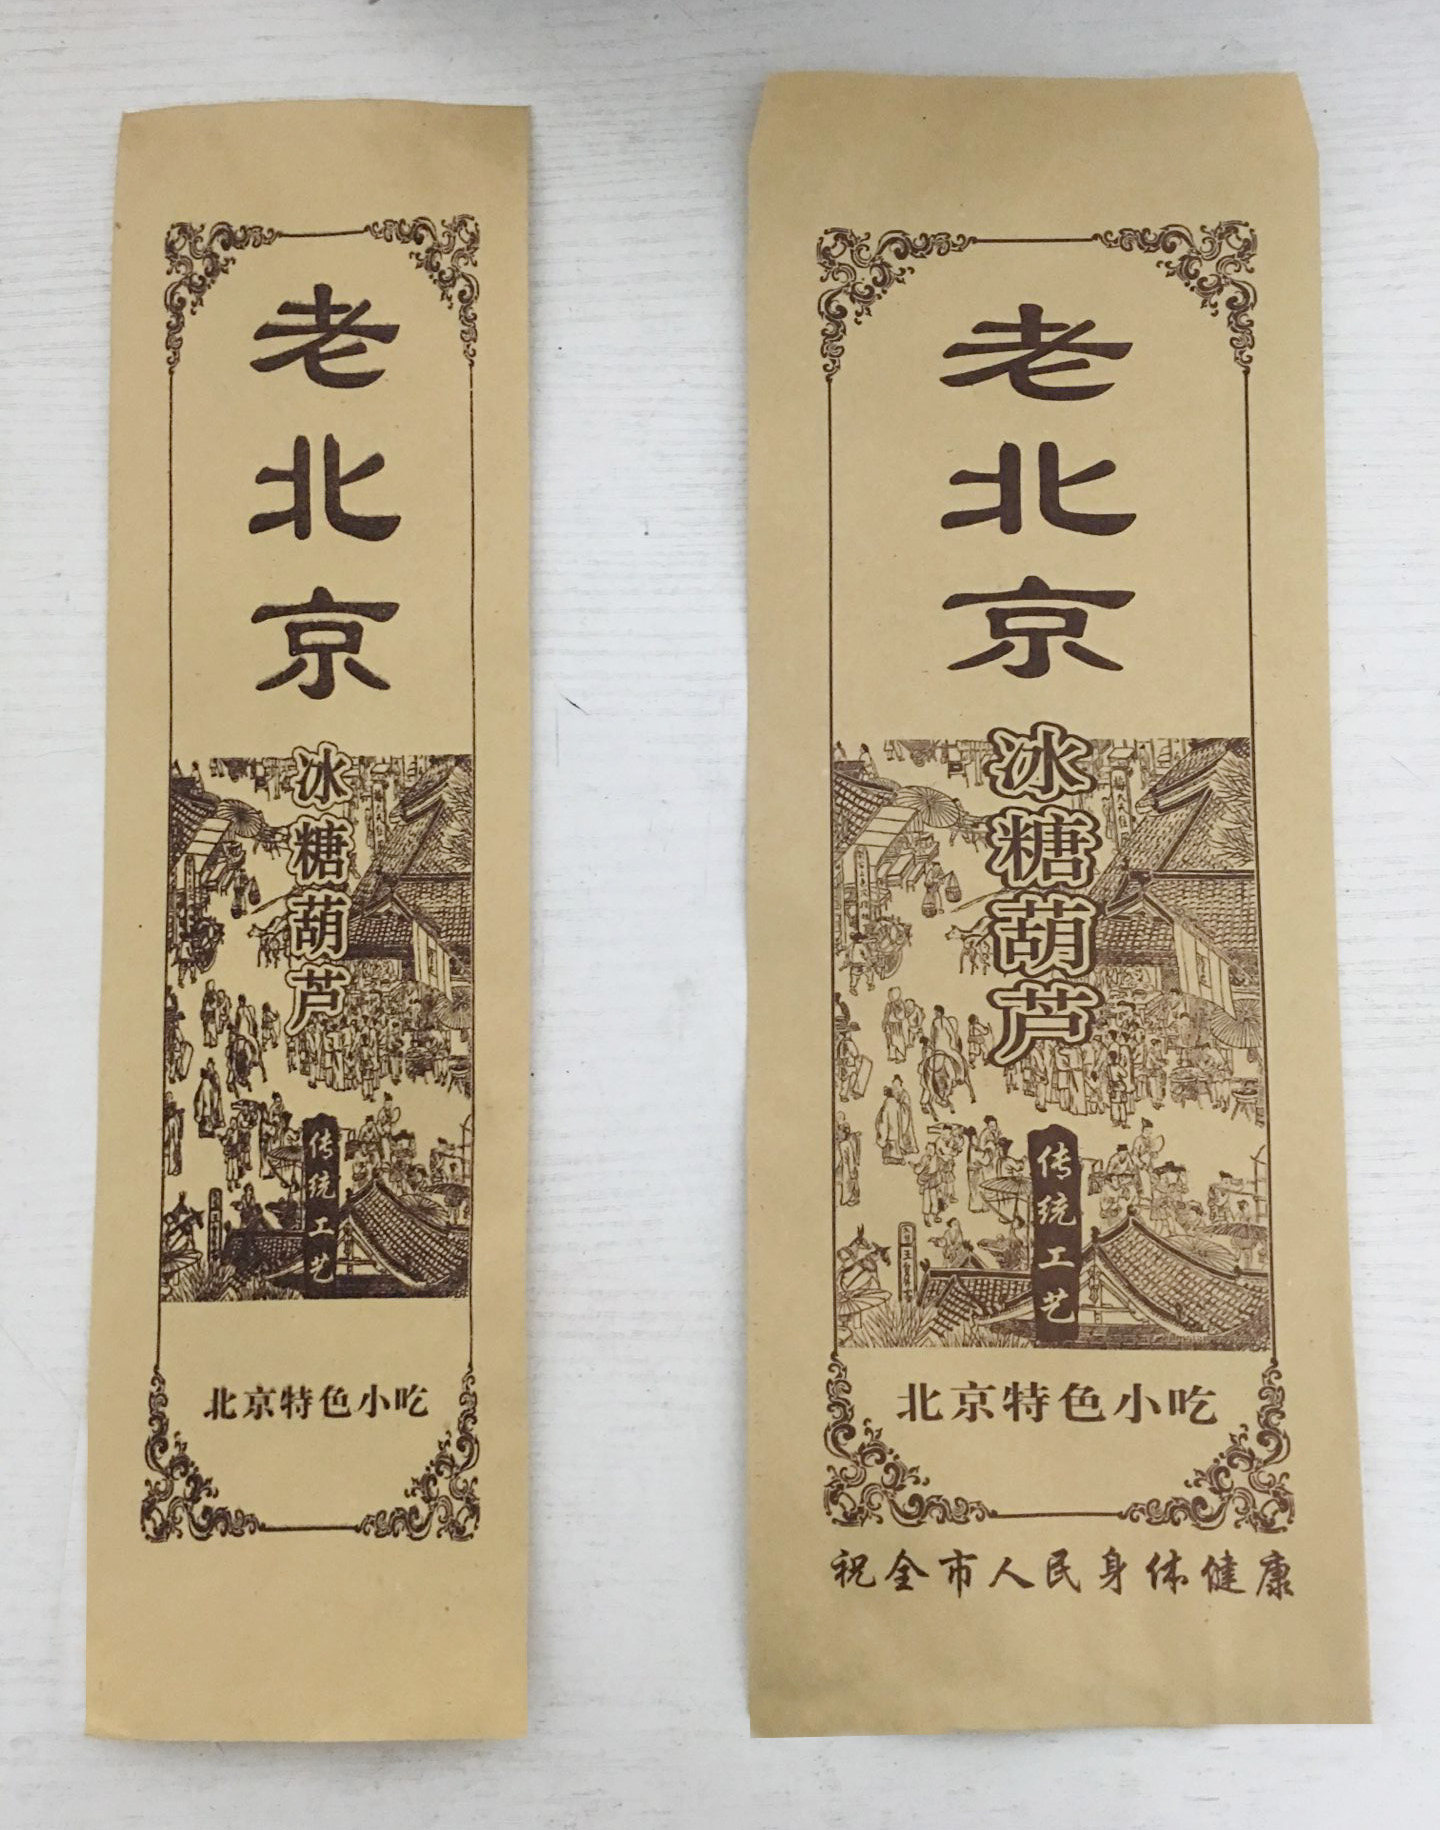 老北京
冰糖葫芦
传统工艺
北京特色小吃
老北京
冰糖葫芦
传统工艺
北京特色小吃
祝全市人民身体健康